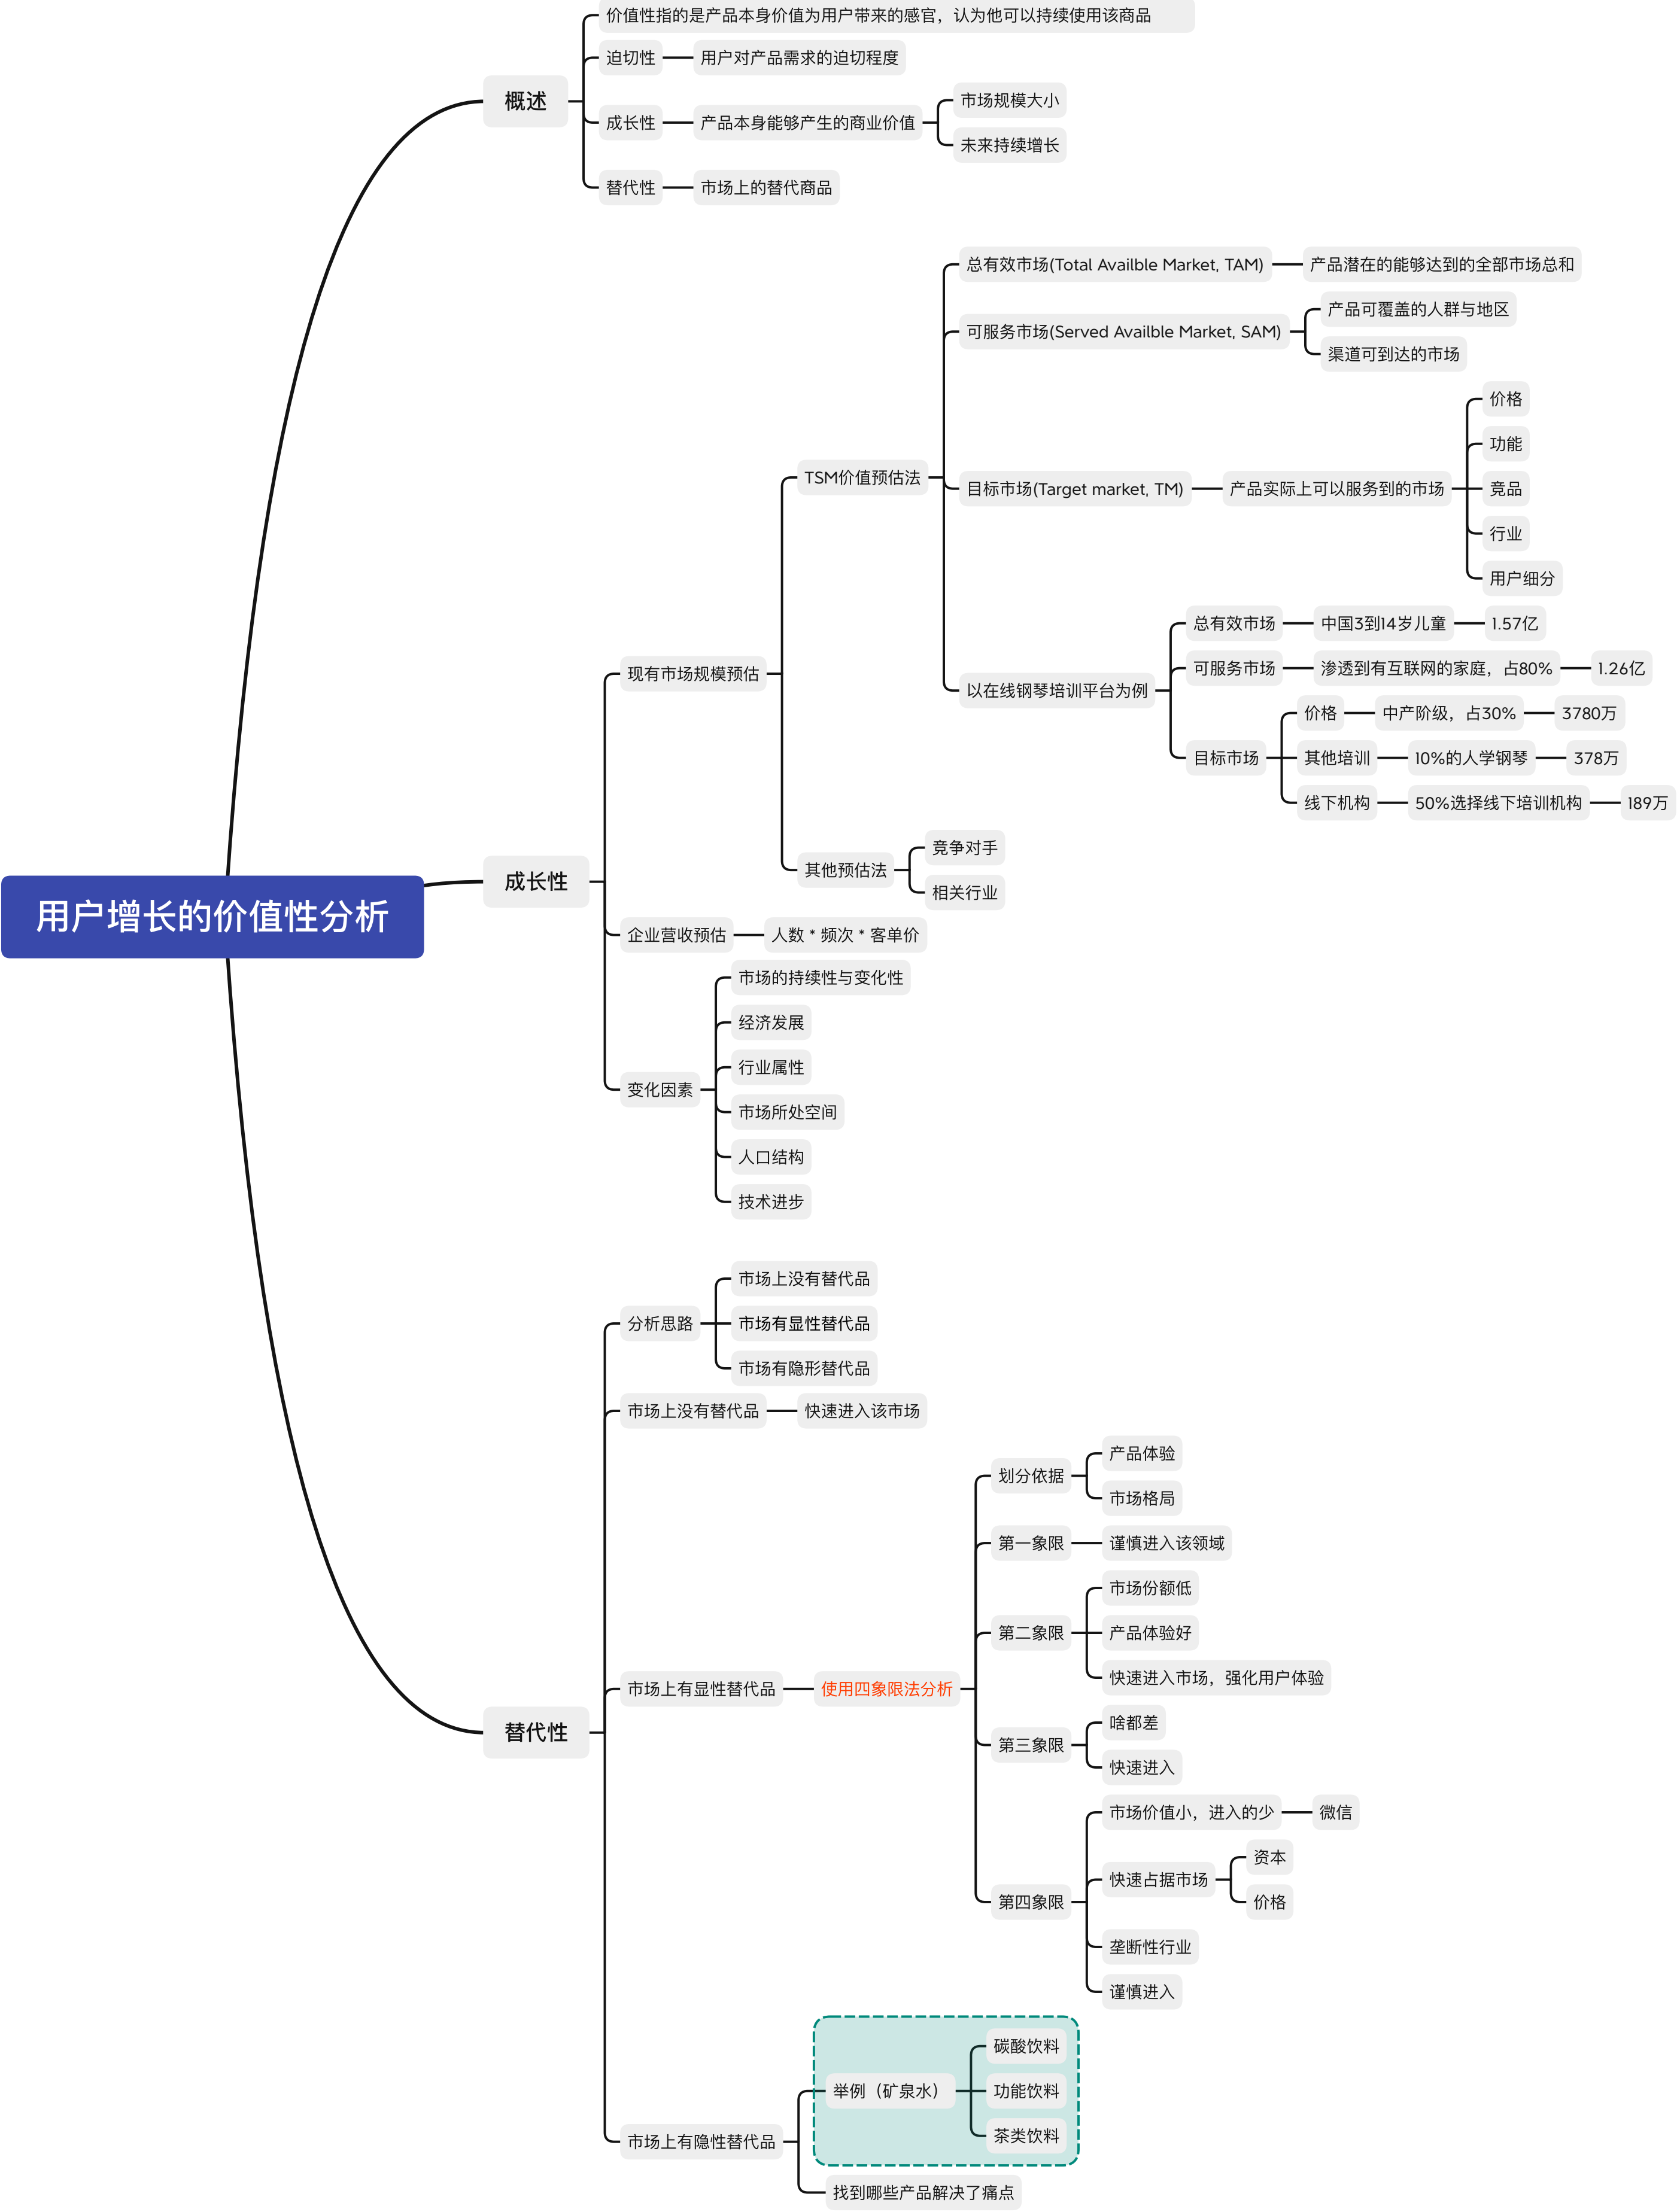 用户增长的价值性分析
概述
价值性指的是产品本身价值为用户带来的感官，认为他可以持续使用该商品
迫切性
用户对产品需求的迫切程度
成长性
产品本身能够产生的商业价值
市场规模大小
未来持续增长
替代性
市场上的替代商品
成长性
现有市场规模预估
TSM价值预估法
总有效市场(Total Availble Market, TAM)
产品潜在的能够达到的全部市场总和
可服务市场(Served Availble Market, SAM)
产品可覆盖的人群与地区
渠道可到达的市场
目标市场(Target market, TM)
产品实际上可以服务到的市场
价格
功能
竞品
行业
用户细分
以在线钢琴培训平台为例
总有效市场
中国3到14岁儿童
1.57亿
可服务市场
渗透到有互联网的家庭，占80%
1.26亿
目标市场
价格
中产阶级，占30%
3780万
其他培训
10%的人学钢琴
378万
线下机构
50%选择线下培训机构
189万
其他预估法
竞争对手
相关行业
企业营收预估
人数 * 频次 * 客单价
变化因素
市场的持续性与变化性
经济发展
行业属性
市场所处空间
人口结构
技术进步
替代性
分析思路
市场上没有替代品
市场有显性替代品
市场有隐形替代品
市场上没有替代品
快速进入该市场
市场上有显性替代品
使用四象限法分析
划分依据
产品体验
市场格局
第一象限
谨慎进入该领域
第二象限
市场份额低
产品体验好
快速进入市场，强化用户体验
第三象限
啥都差
快速进入
第四象限
市场价值小，进入的少
微信
快速占据市场
资本
价格
垄断性行业
谨慎进入
市场上有隐性替代品
举例（矿泉水）
碳酸饮料
功能饮料
茶类饮料
找到哪些产品解决了痛点